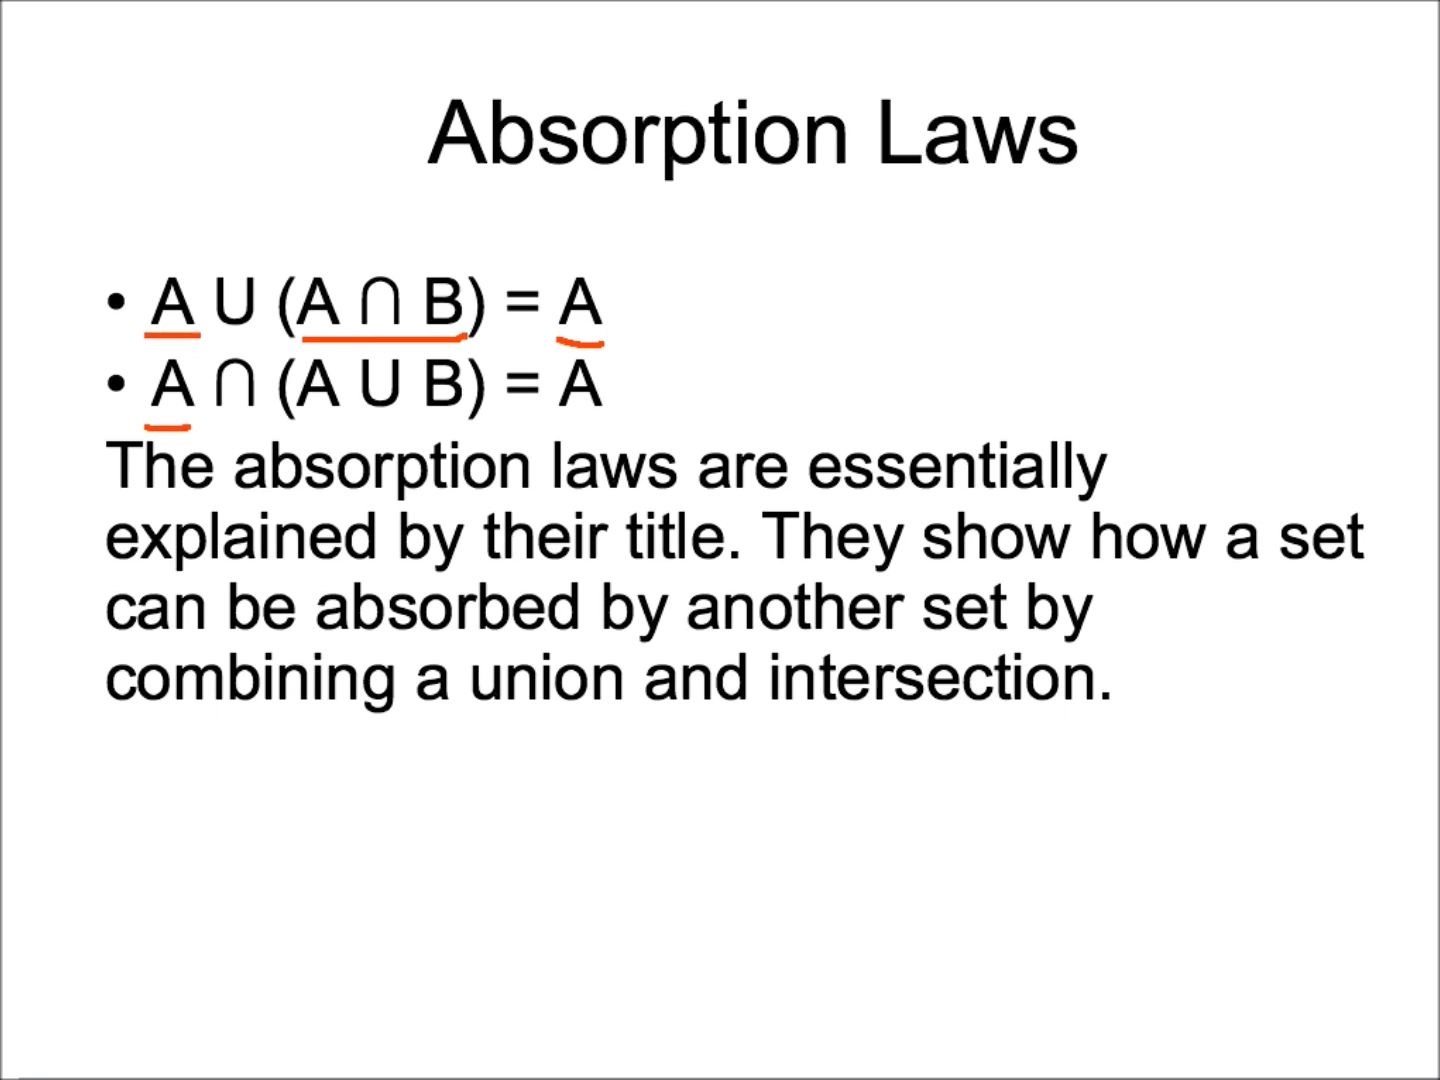 Absorption Laws
• A ∪ (A ∩ B) = A
• A ∩ (A ∪ B) = A
The absorption laws are essentially
explained by their title. They show how a set
can be absorbed by another set by
combining a union and intersection.